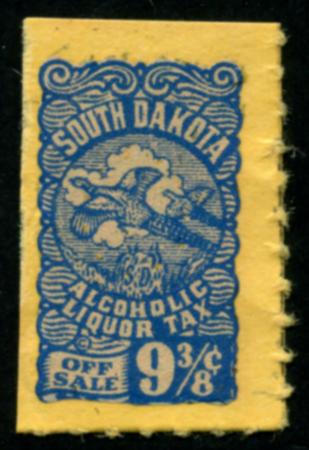 SOUTH DAKOTA
S.D.
ALCOHOLIC
LIQUOR TAX
OFF SALE
9 3/8¢